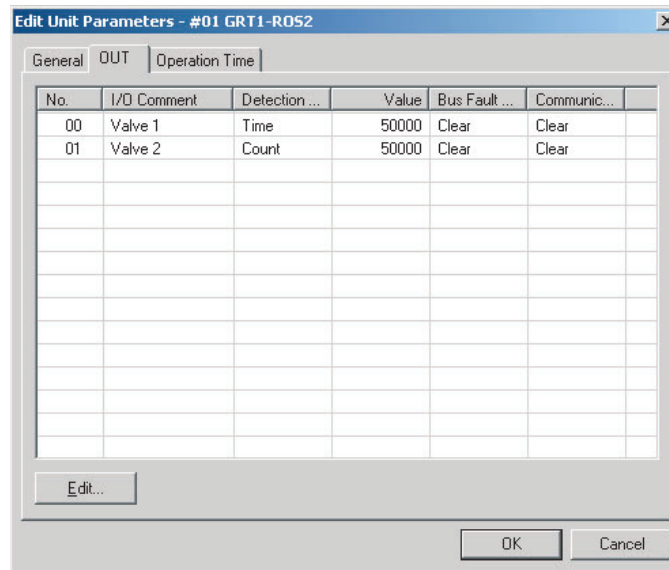 Edit Unit Parameters - #01 GRT1-ROS2
General OUT Operation Time
No. I/O Comment Detection ... Value Bus Fault ... Communic...
00 Valve 1 Time 50000 Clear Clear
01 Valve 2 Count 50000 Clear Clear
Edit...
OK Cancel